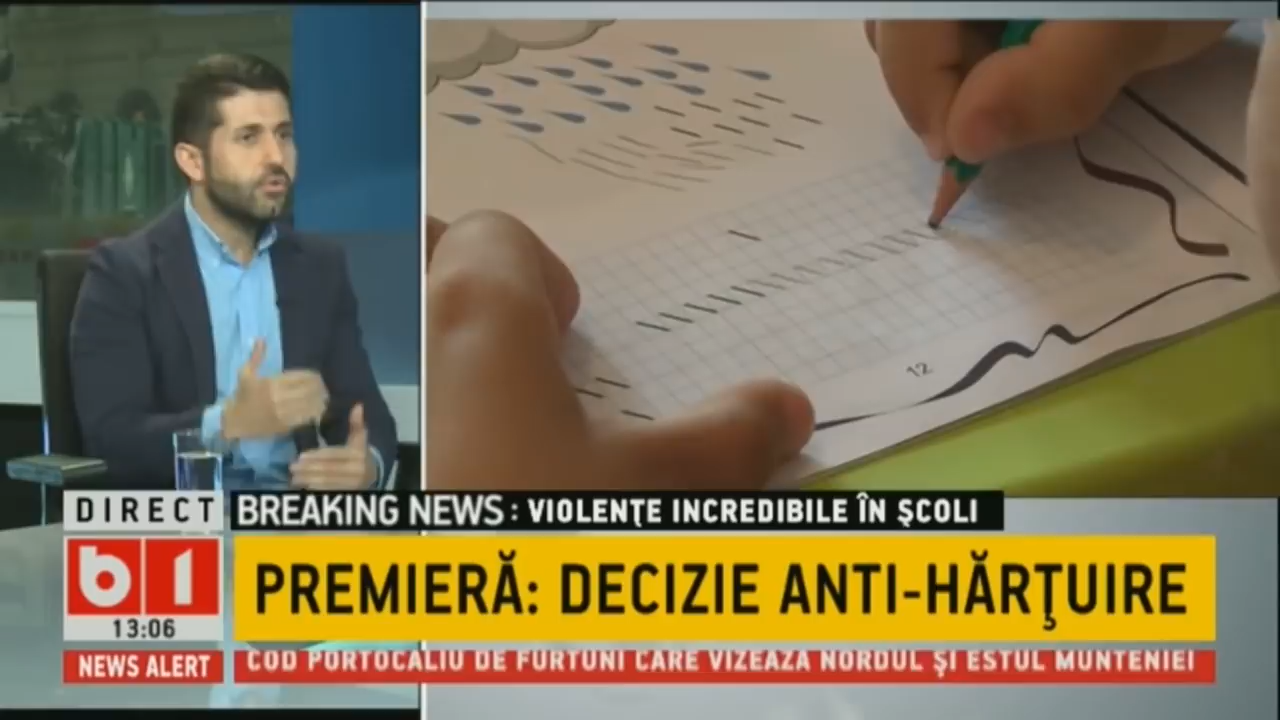 12
DIRECT
BREAKING NEWS: VIOLENŢE INCREDIBILE ÎN ŞCOLI
b1
PREMIERĂ: DECIZIE ANTI-HĂRŢUIRE
13:06
NEWS ALERT
COD PORTOCALIU DE FURTUNI CARE VIZEAZĂ NORDUL ŞI ESTUL MUNTENIEI